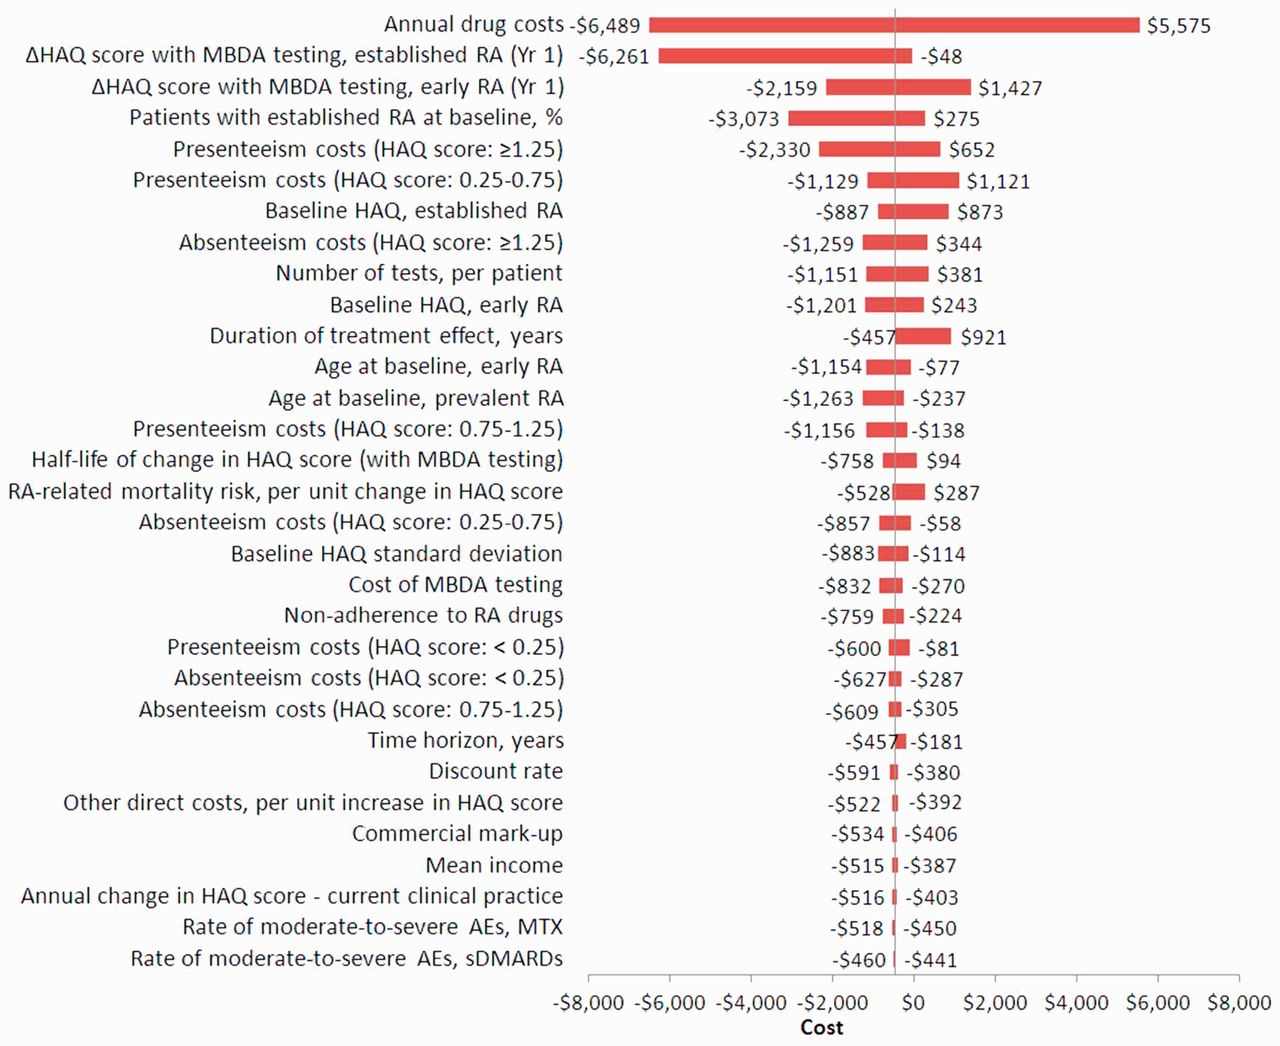 Annual drug costs -$6,489 $5,575
ΔHAQ score with MBDA testing, established RA (Yr 1) -$6,261 -$48
ΔHAQ score with MBDA testing, early RA (Yr 1) -$2,159 $1,427
Patients with established RA at baseline, % -$3,073 $275
Presenteeism costs (HAQ score: ≥1.25) -$2,330 $652
Presenteeism costs (HAQ score: 0.25-0.75) -$1,129 $1,121
Baseline HAQ, established RA -$887 $873
Absenteeism costs (HAQ score: ≥1.25) -$1,259 $344
Number of tests, per patient -$1,151 $381
Baseline HAQ, early RA -$1,201 $243
Duration of treatment effect, years -$457 $921
Age at baseline, early RA -$1,154 -$77
Age at baseline, prevalent RA -$1,263 -$237
Presenteeism costs (HAQ score: 0.75-1.25) -$1,156 -$138
Half-life of change in HAQ score (with MBDA testing) -$758 $94
RA-related mortality risk, per unit change in HAQ score -$528 $287
Absenteeism costs (HAQ score: 0.25-0.75) -$857 -$58
Baseline HAQ standard deviation -$883 -$114
Cost of MBDA testing -$832 -$270
Non-adherence to RA drugs -$759 -$224
Presenteeism costs (HAQ score: < 0.25) -$600 -$81
Absenteeism costs (HAQ score: < 0.25) -$627 -$287
Absenteeism costs (HAQ score: 0.75-1.25) -$609 -$305
Time horizon, years -$457 -$181
Discount rate -$591 -$380
Other direct costs, per unit increase in HAQ score -$522 -$392
Commercial mark-up -$534 -$406
Mean income -$515 -$387
Annual change in HAQ score - current clinical practice -$516 -$403
Rate of moderate-to-severe AEs, MTX -$518 -$450
Rate of moderate-to-severe AEs, sDMARDs -$460 -$441
-$8,000 -$6,000 -$4,000 -$2,000 $0 $2,000 $4,000 $6,000 $8,000
Cost